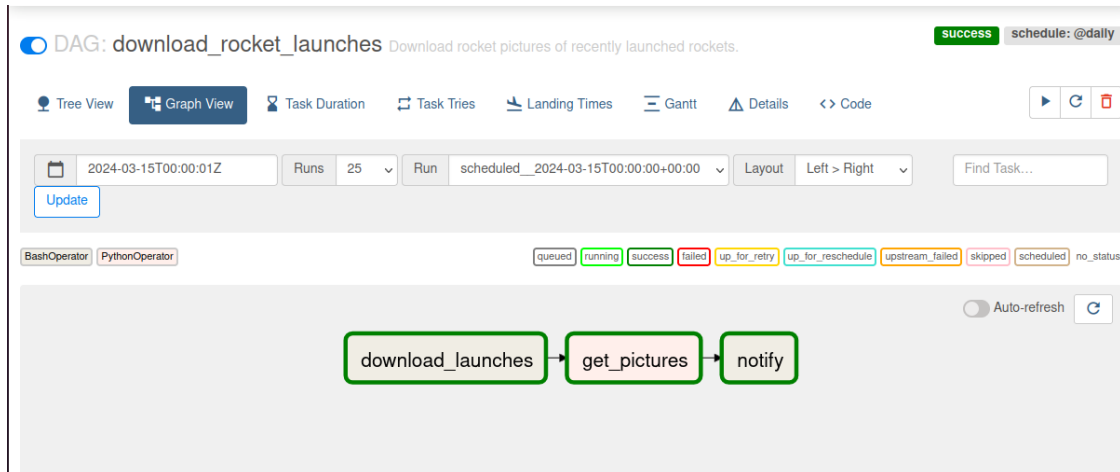 DAG: download_rocket_launches Download rocket pictures of recently launched rockets. success schedule: @daily
Tree View Graph View Task Duration Task Tries Landing Times Gantt Details <> Code
2024-03-15T00:00:01Z Runs 25 Run scheduled__2024-03-15T00:00:00+00:00 Layout Left > Right Find Task...
Update
BashOperator PythonOperator queued running success failed up_for_retry up_for_reschedule upstream_failed skipped scheduled no_status
Auto-refresh
download_launches get_pictures notify